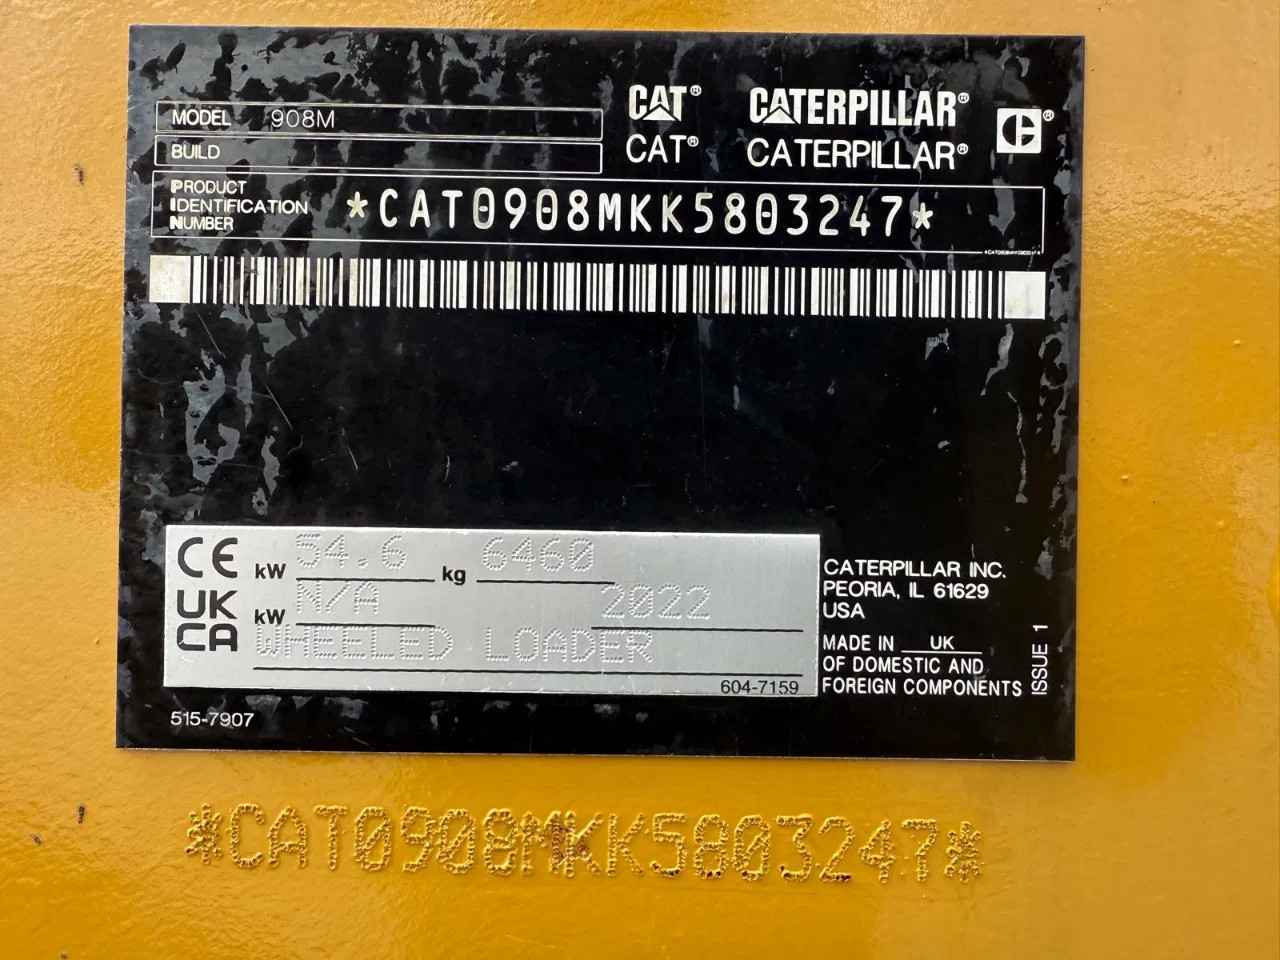 MODEL 908M
BUILD
CAT® CATERPILLAR®
CAT® CATERPILLAR®
PRODUCT
IDENTIFICATION
NUMBER
*CAT0908MKK5803247*
CE kW 54.6 kg 6460
UK
CA
kW N/A 2022
WHEELED LOADER
604-7159
CATERPILLAR INC.
PEORIA, IL 61629
USA
MADE IN UK
OF DOMESTIC AND
FOREIGN COMPONENTS
ISSUE 1
515-7907
*CAT0908MKK5803247*